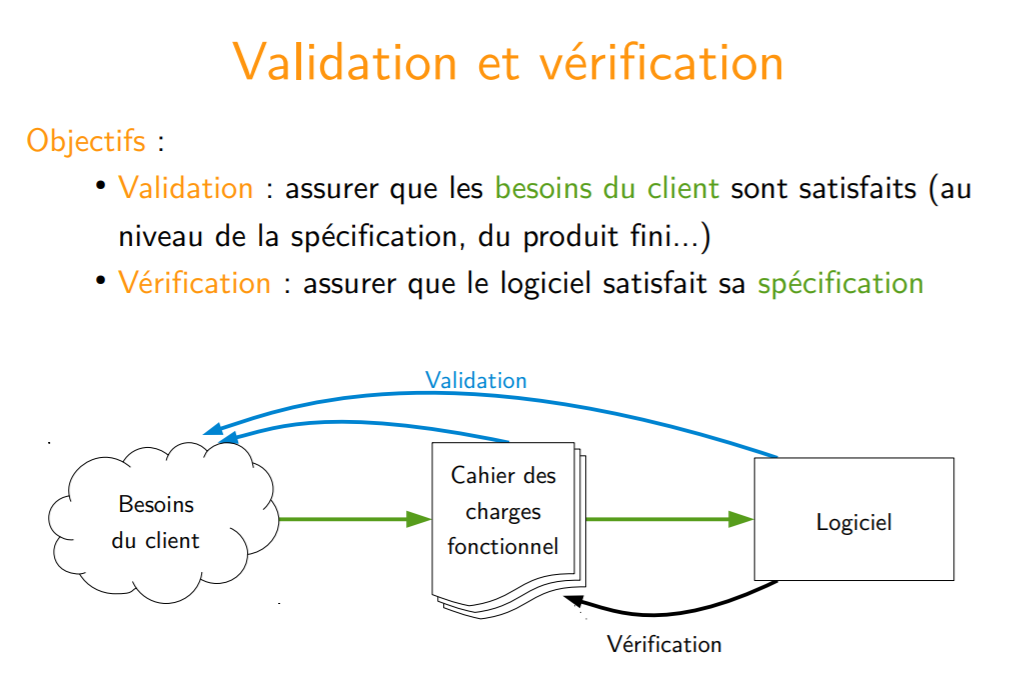 Validation et vérification
Objectifs :
• Validation : assurer que les besoins du client sont satisfaits (au
niveau de la spécification, du produit fini...)
• Vérification : assurer que le logiciel satisfait sa spécification
Validation
Besoins
du client
Cahier des
charges
fonctionnel
Logiciel
Vérification